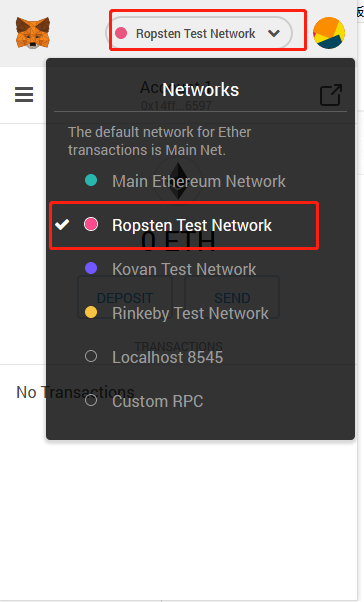 Ropsten Test Network
Account 1
0x14ff...6597
Networks
The default network for Ether
transactions is Main Net.
Main Ethereum Network
Ropsten Test Network
0 ETH
Kovan Test Network
DEPOSIT
SEND
Rinkeby Test Network
TRANSACTIONS
Localhost 8545
No Transactions
Custom RPC